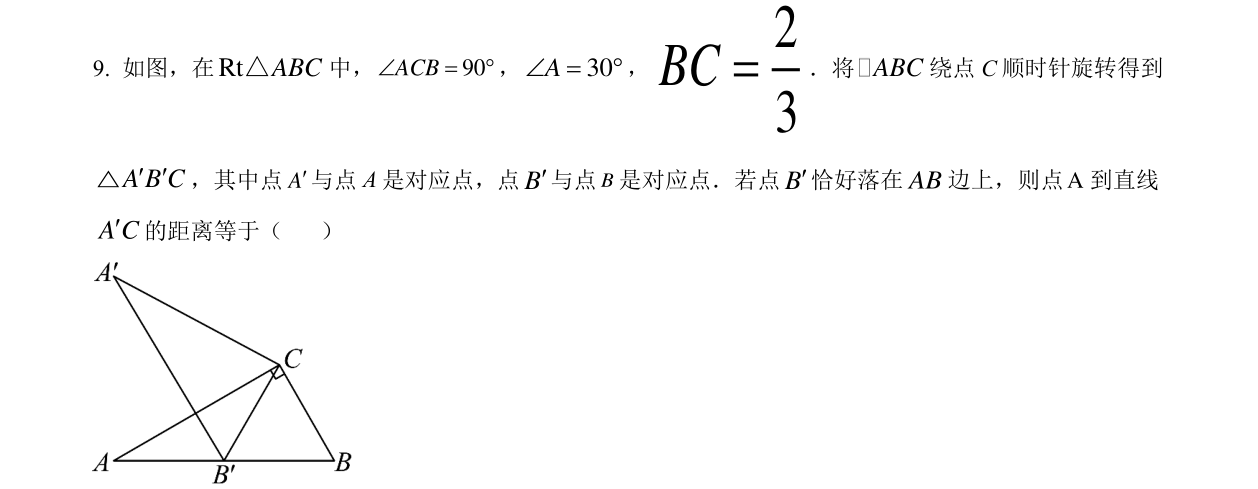 9. 如图，在Rt△ABC中，∠ACB=90°，∠A=30°，BC=2/3．将□ABC绕点C顺时针旋转得到
△A′B′C，其中点A′与点A是对应点，点B′与点B是对应点．若点B′恰好落在AB边上，则点A到直线
A′C的距离等于（　　）
A′
C
A
B′
B